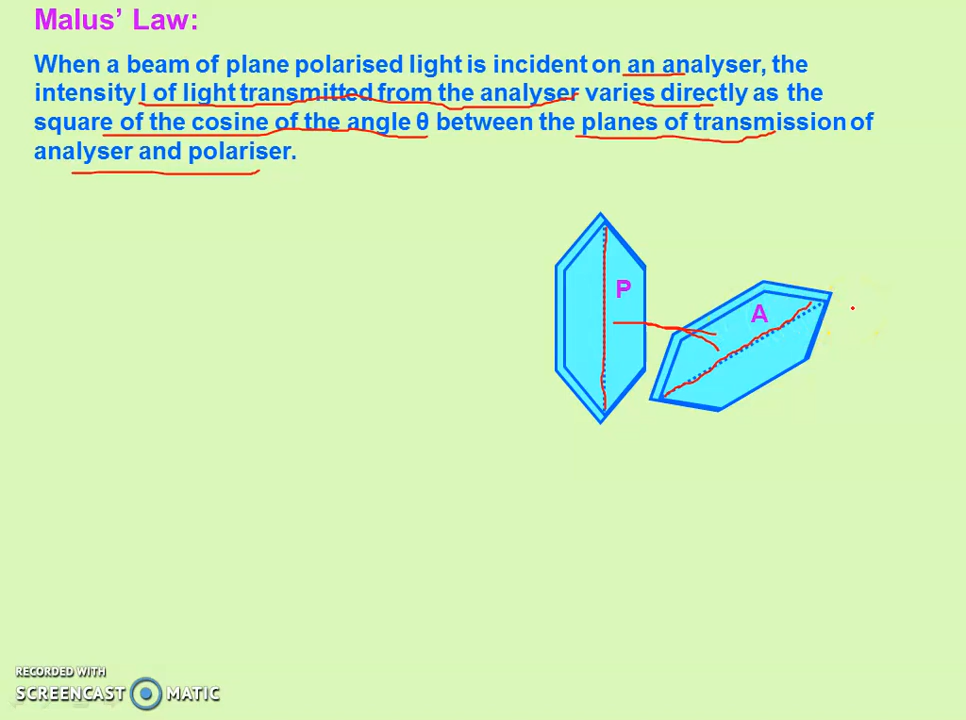 Malus’ Law:
When a beam of plane polarised light is incident on an analyser, the
intensity I of light transmitted from the analyser varies directly as the
square of the cosine of the angle θ between the planes of transmission of
analyser and polariser.
P
A
RECORDED WITH
SCREENCAST MATIC